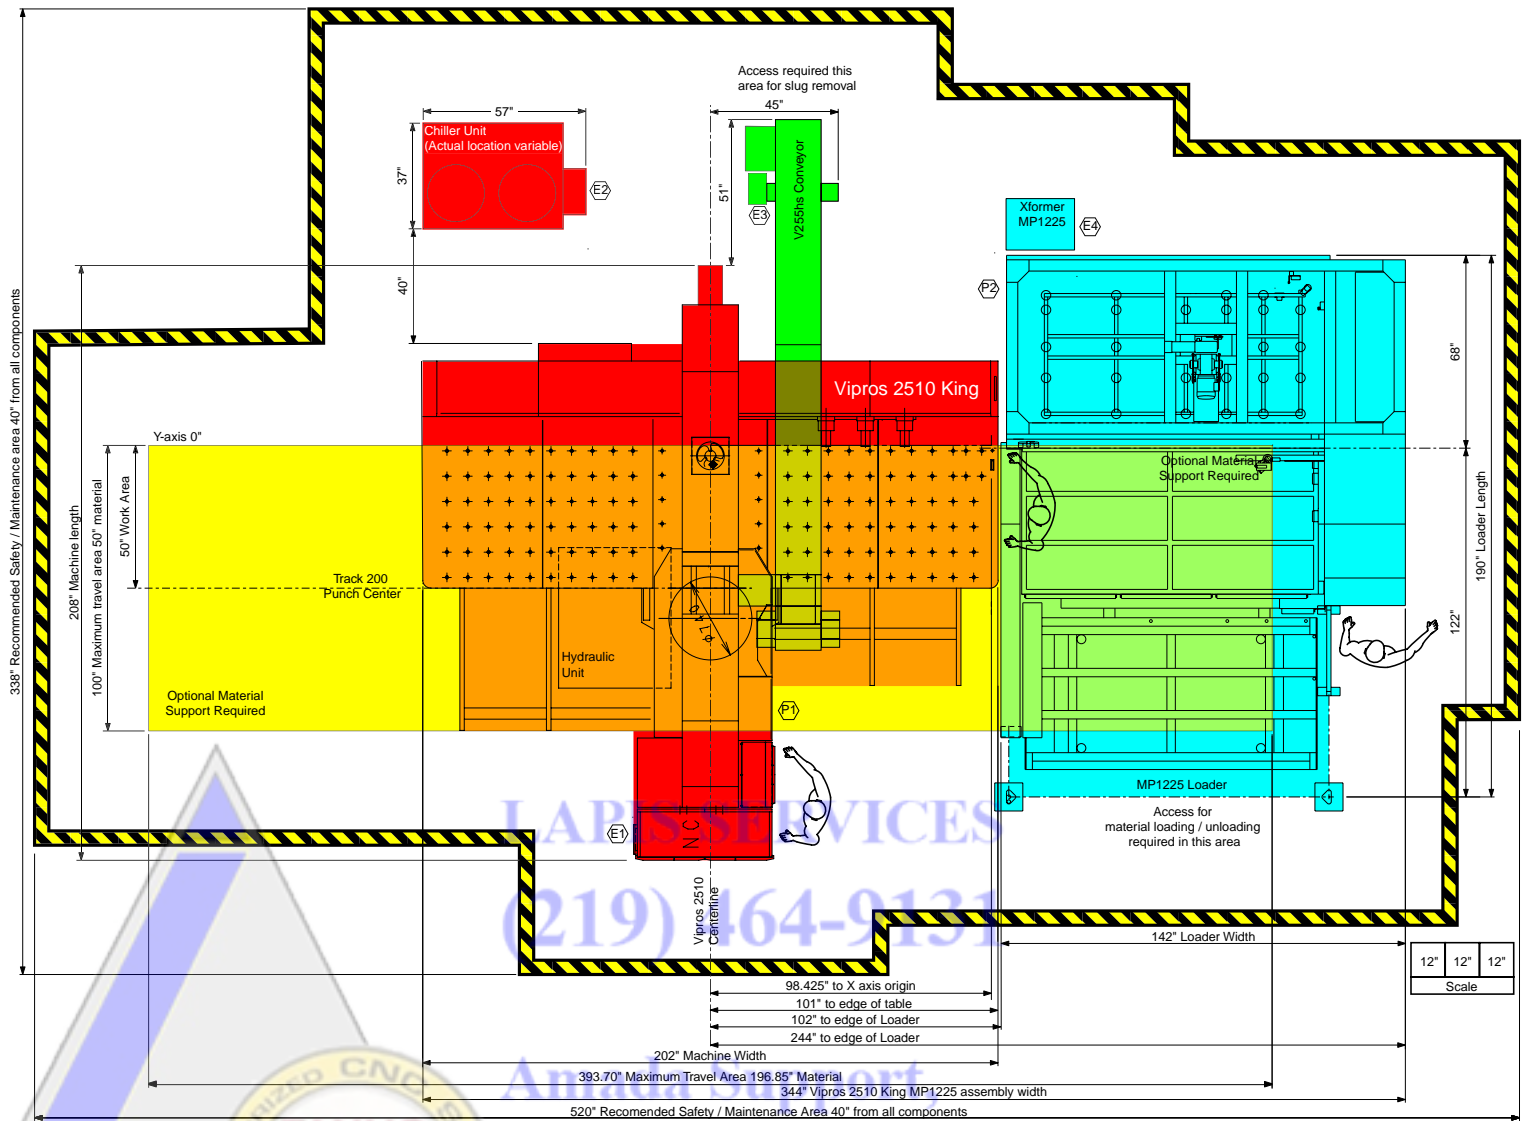 Access required this
area for slug removal
57"
45"
Chiller Unit
(Actual location variable)
37"
E2
51"
V255hs Conveyor
E3
Xformer
MP1225
E4
P2
40"
68"
338" Recommended Safety / Maintenance area 40" from all components
Vipros 2510 King
Y-axis 0"
208" Machine length
100" Maximum travel area 50" material
50" Work Area
Optional Material
Support Required
190" Loader Length
122"
Track 200
Punch Center
Hydraulic
Unit
Optional Material
Support Required
P1
MP1225 Loader
Access for
material loading / unloading
required in this area
E1
NC
LAPIS SERVICES
(219) 464-9131
Vipros 2510
Centerline
142" Loader Width
12" 12" 12"
Scale
98.425" to X axis origin
101" to edge of table
102" to edge of Loader
244" to edge of Loader
202" Machine Width
Amada Support,
393.70" Maximum Travel Area 196.85" Material
344" Vipros 2510 King MP1225 assembly width
520" Recomended Safety / Maintenance Area 40" from all components